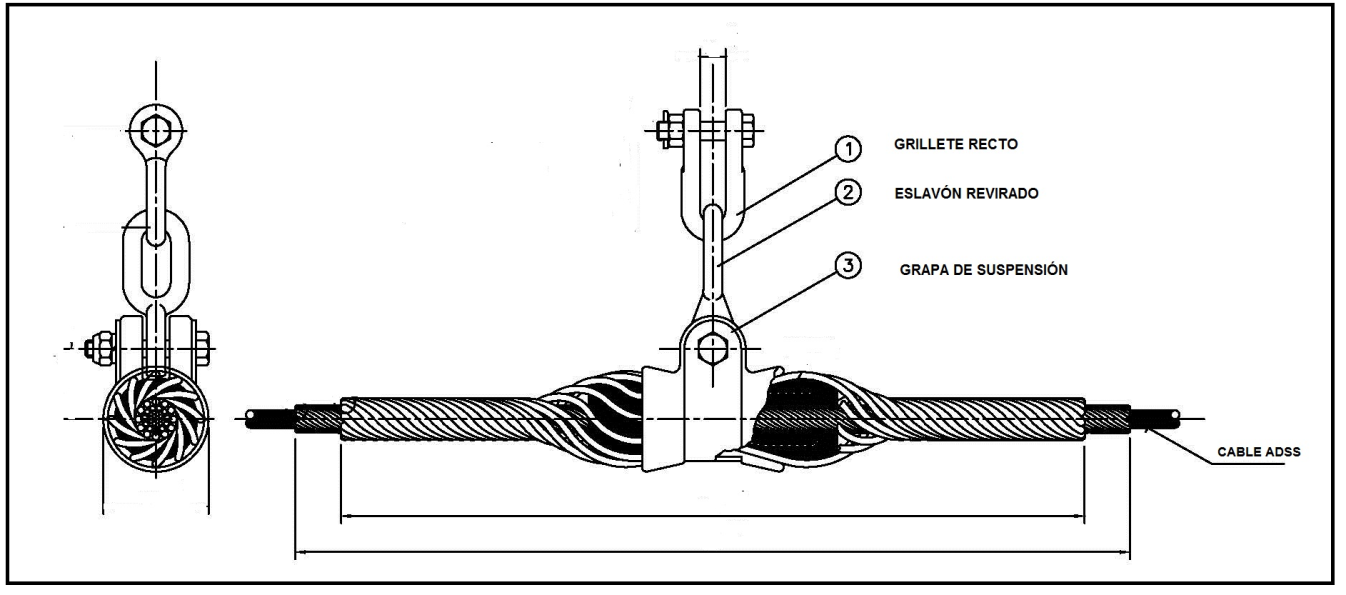 1 GRILLETE RECTO
2 ESLAVÓN REVIRADO
3 GRAPA DE SUSPENSIÓN
CABLE ADSS